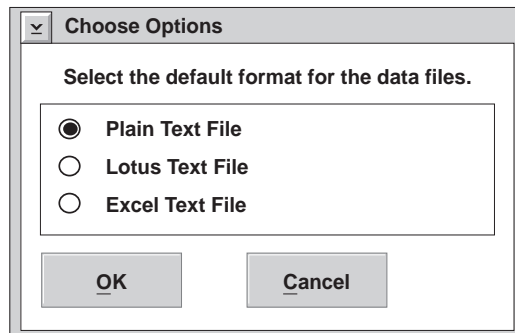 Choose Options
Select the default format for the data files.
Plain Text File
Lotus Text File
Excel Text File
OK
Cancel